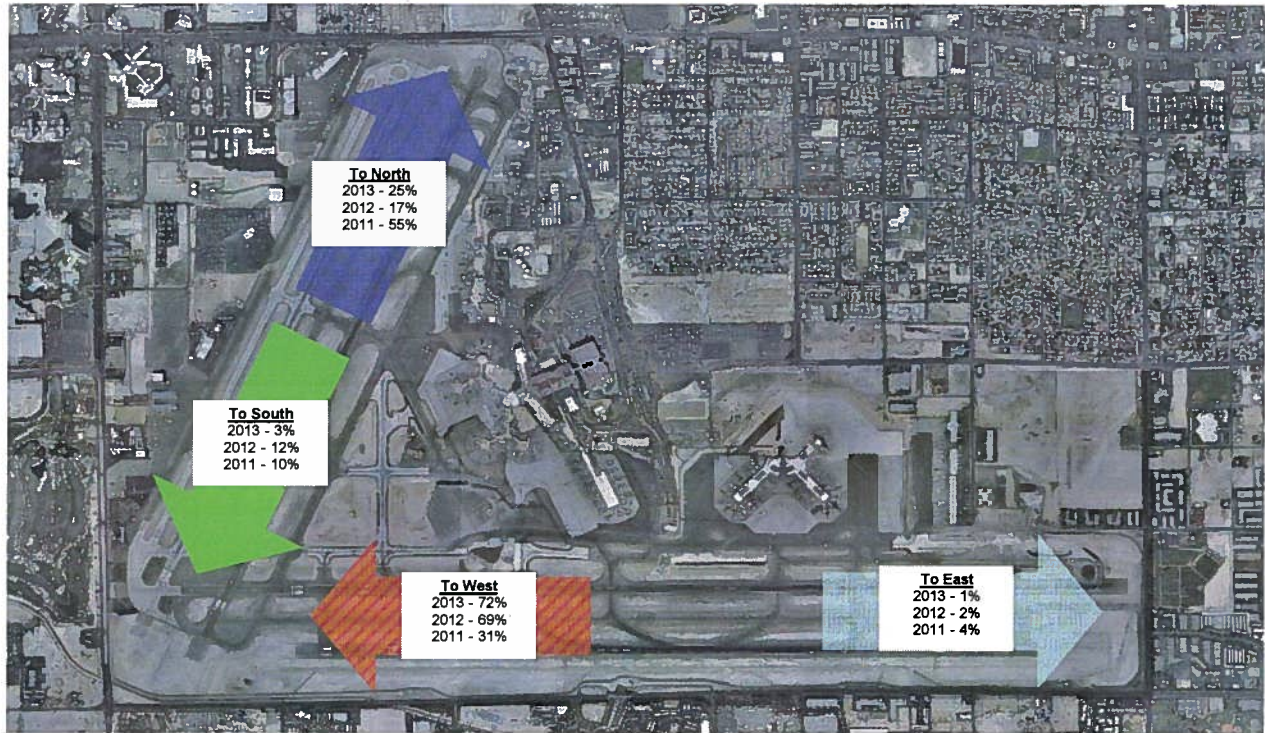 To North
2013 - 25%
2012 - 17%
2011 - 55%
To South
2013 - 3%
2012 - 12%
2011 - 10%
To West
2013 - 72%
2012 - 69%
2011 - 31%
To East
2013 - 1%
2012 - 2%
2011 - 4%